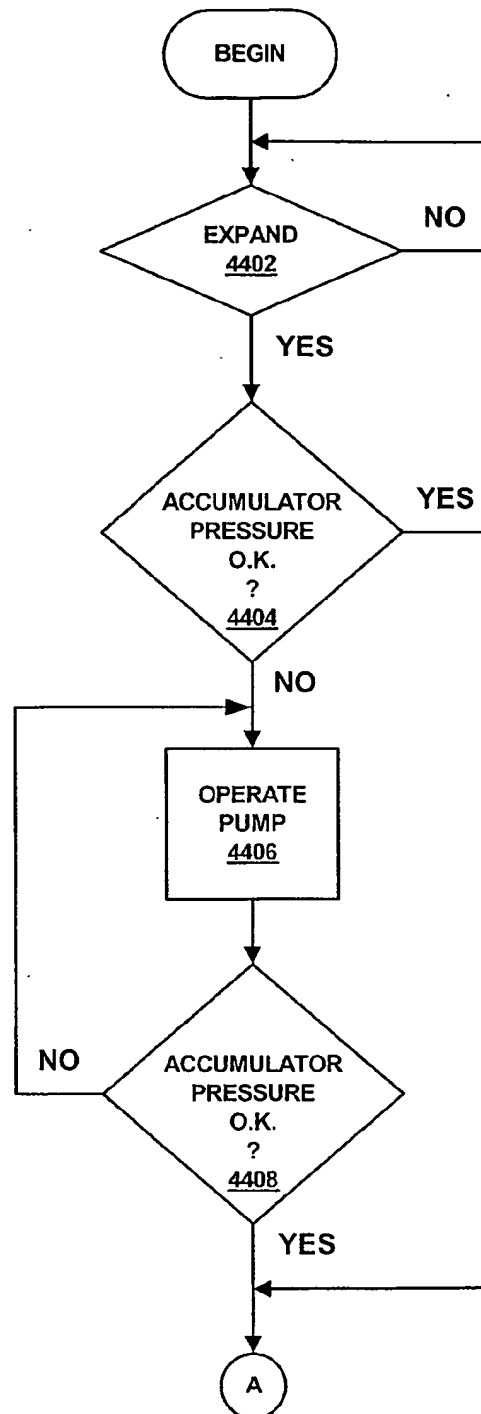 BEGIN
EXPAND
4402
NO
YES
ACCUMULATOR
PRESSURE
O.K.
?
4404
YES
NO
OPERATE
PUMP
4406
ACCUMULATOR
PRESSURE
O.K.
?
4408
NO
YES
A